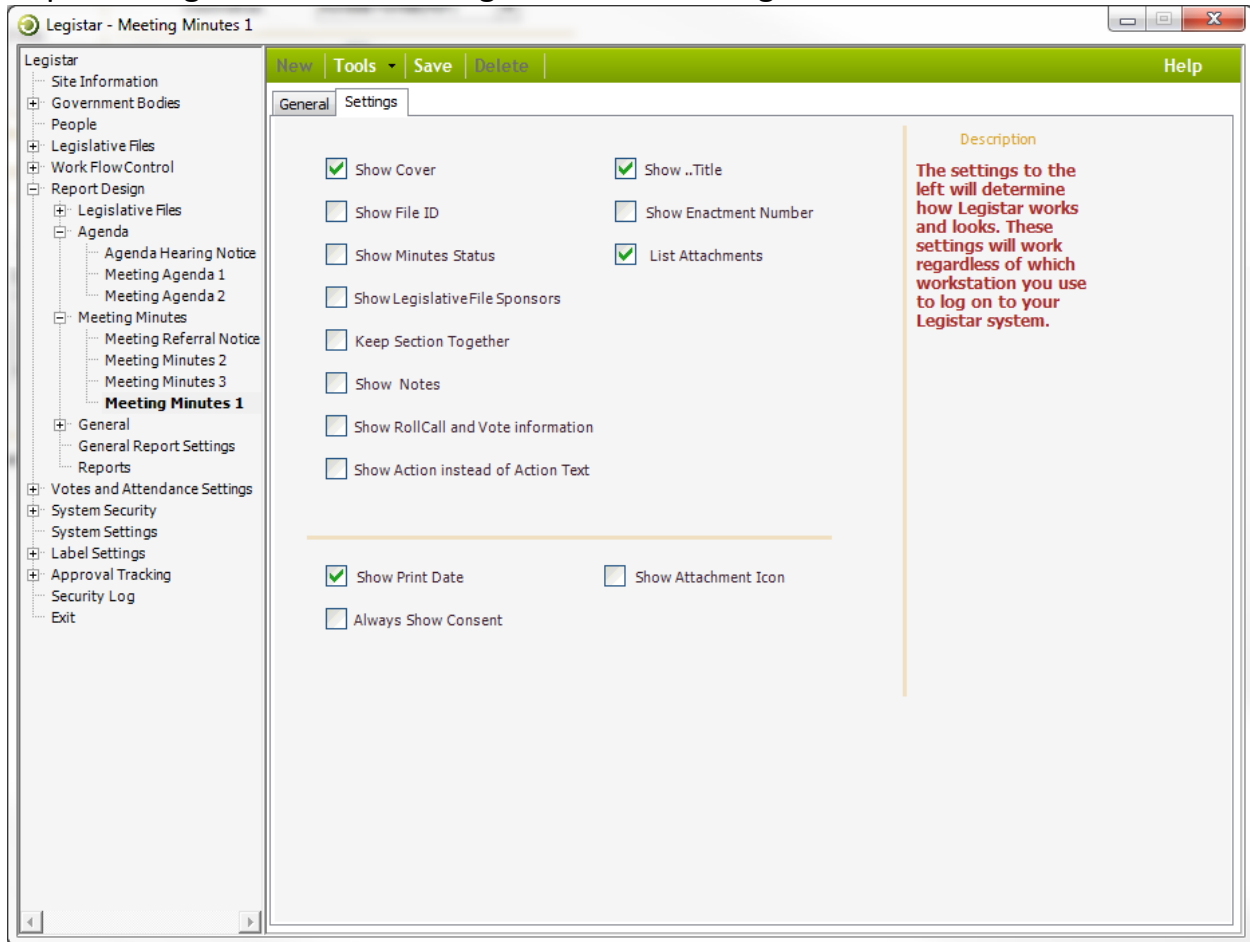 Legistar - Meeting Minutes 1
Legistar
Site Information
Government Bodies
People
Legislative Files
Work Flow Control
Report Design
Legislative Files
Agenda
Agenda Hearing Notice
Meeting Agenda 1
Meeting Agenda 2
Meeting Minutes
Meeting Referral Notice
Meeting Minutes 2
Meeting Minutes 3
Meeting Minutes 1
General
General Report Settings
Reports
Votes and Attendance Settings
System Security
System Settings
Label Settings
Approval Tracking
Security Log
Exit
New Tools Save Delete Help
General Settings
Show Cover Show ..Title
Show File ID Show Enactment Number
Show Minutes Status List Attachments
Show Legislative File Sponsors
Keep Section Together
Show Notes
Show RollCall and Vote information
Show Action instead of Action Text
Show Print Date Show Attachment Icon
Always Show Consent
Description
The settings to the
left will determine
how Legistar works
and looks. These
settings will work
regardless of which
workstation you use
to log on to your
Legistar system.